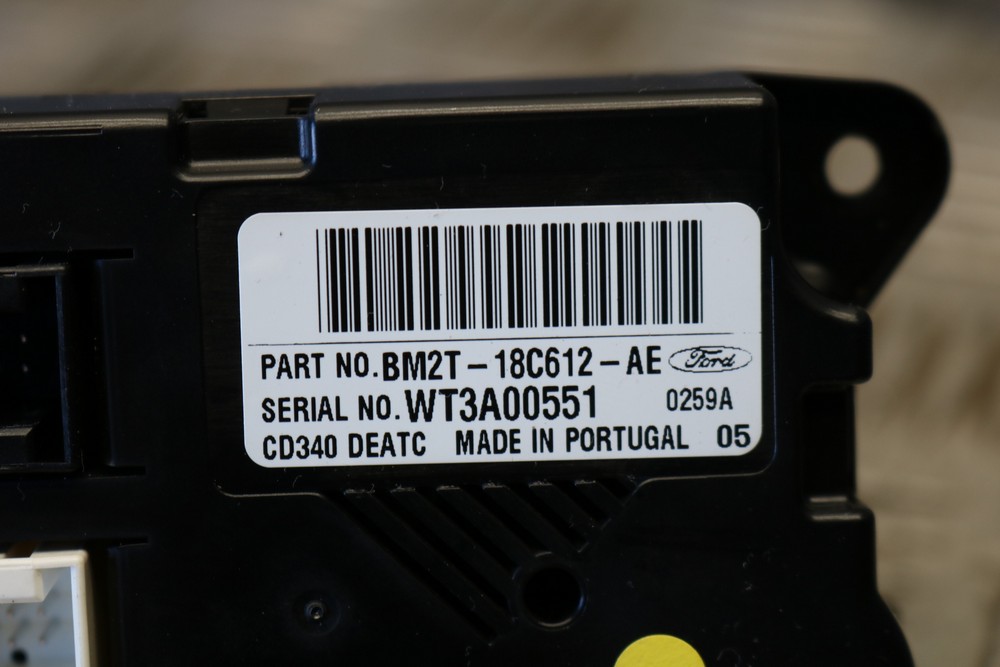 PART NO. BM2T-18C612-AE Ford
SERIAL NO. WT3A00551 0259A
CD340 DEATC MADE IN PORTUGAL 05